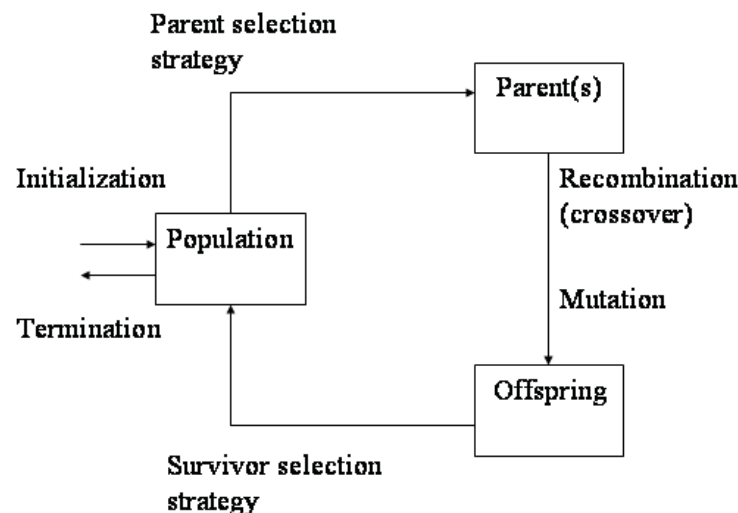 Parent selection
strategy
Parent(s)
Initialization
Recombination
(crossover)
Population
Mutation
Termination
Offspring
Survivor selection
strategy